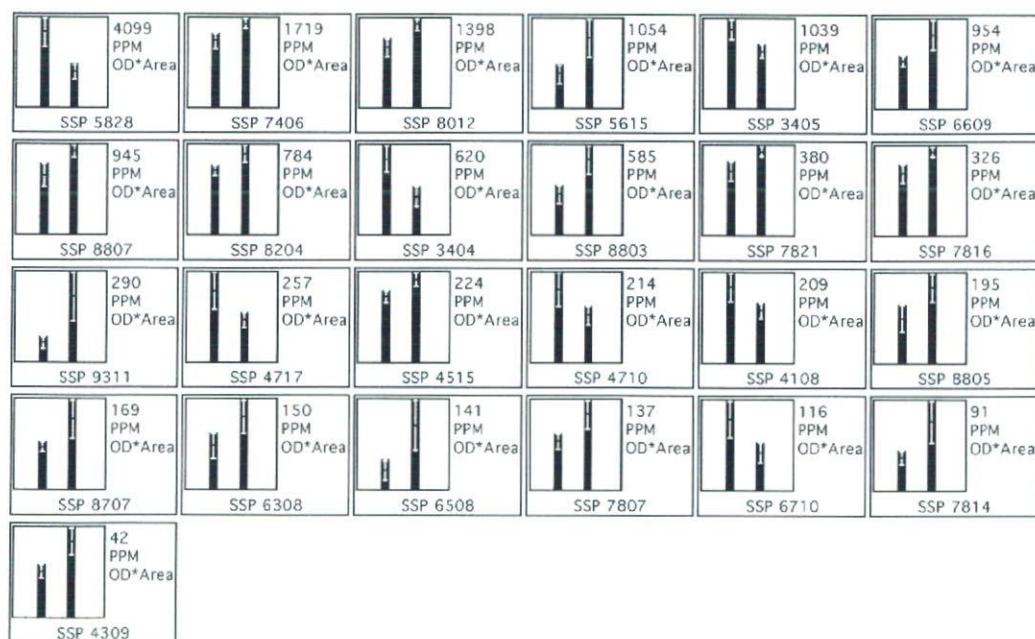 4099
PPM
OD*Area
SSP 5828
1719
PPM
OD*Area
SSP 7406
1398
PPM
OD*Area
SSP 8012
1054
PPM
OD*Area
SSP 5615
1039
PPM
OD*Area
SSP 3405
954
PPM
OD*Area
SSP 6609
945
PPM
OD*Area
SSP 8807
784
PPM
OD*Area
SSP 8204
620
PPM
OD*Area
SSP 3404
585
PPM
OD*Area
SSP 8803
380
PPM
OD*Area
SSP 7821
326
PPM
OD*Area
SSP 7816
290
PPM
OD*Area
SSP 9311
257
PPM
OD*Area
SSP 4717
224
PPM
OD*Area
SSP 4515
214
PPM
OD*Area
SSP 4710
209
PPM
OD*Area
SSP 4108
195
PPM
OD*Area
SSP 8805
169
PPM
OD*Area
SSP 8707
150
PPM
OD*Area
SSP 6308
141
PPM
OD*Area
SSP 6508
137
PPM
OD*Area
SSP 7807
116
PPM
OD*Area
SSP 6710
91
PPM
OD*Area
SSP 7814
42
PPM
OD*Area
SSP 4309